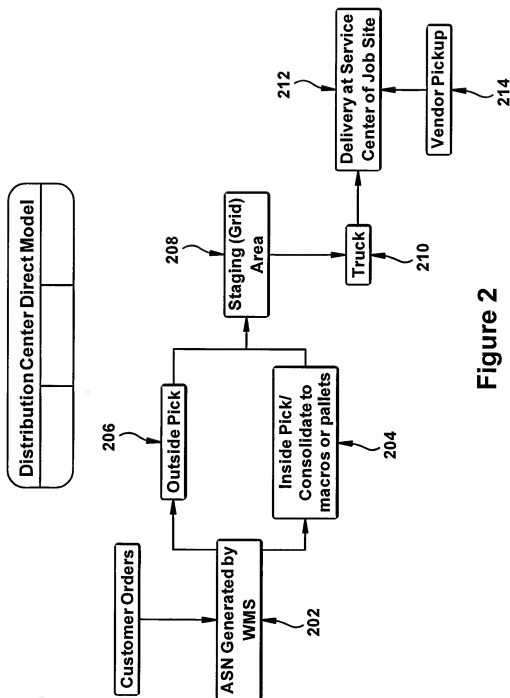 Distribution Center Direct Model
Customer Orders
ASN Generated by
WMS
202
206
Outside Pick
Inside Pick/
Consolidate to
macros or pallets
204
208
Staging (Grid)
Area
Truck
210
212
Delivery at Service
Center of Job Site
Vendor Pickup
214
Figure 2